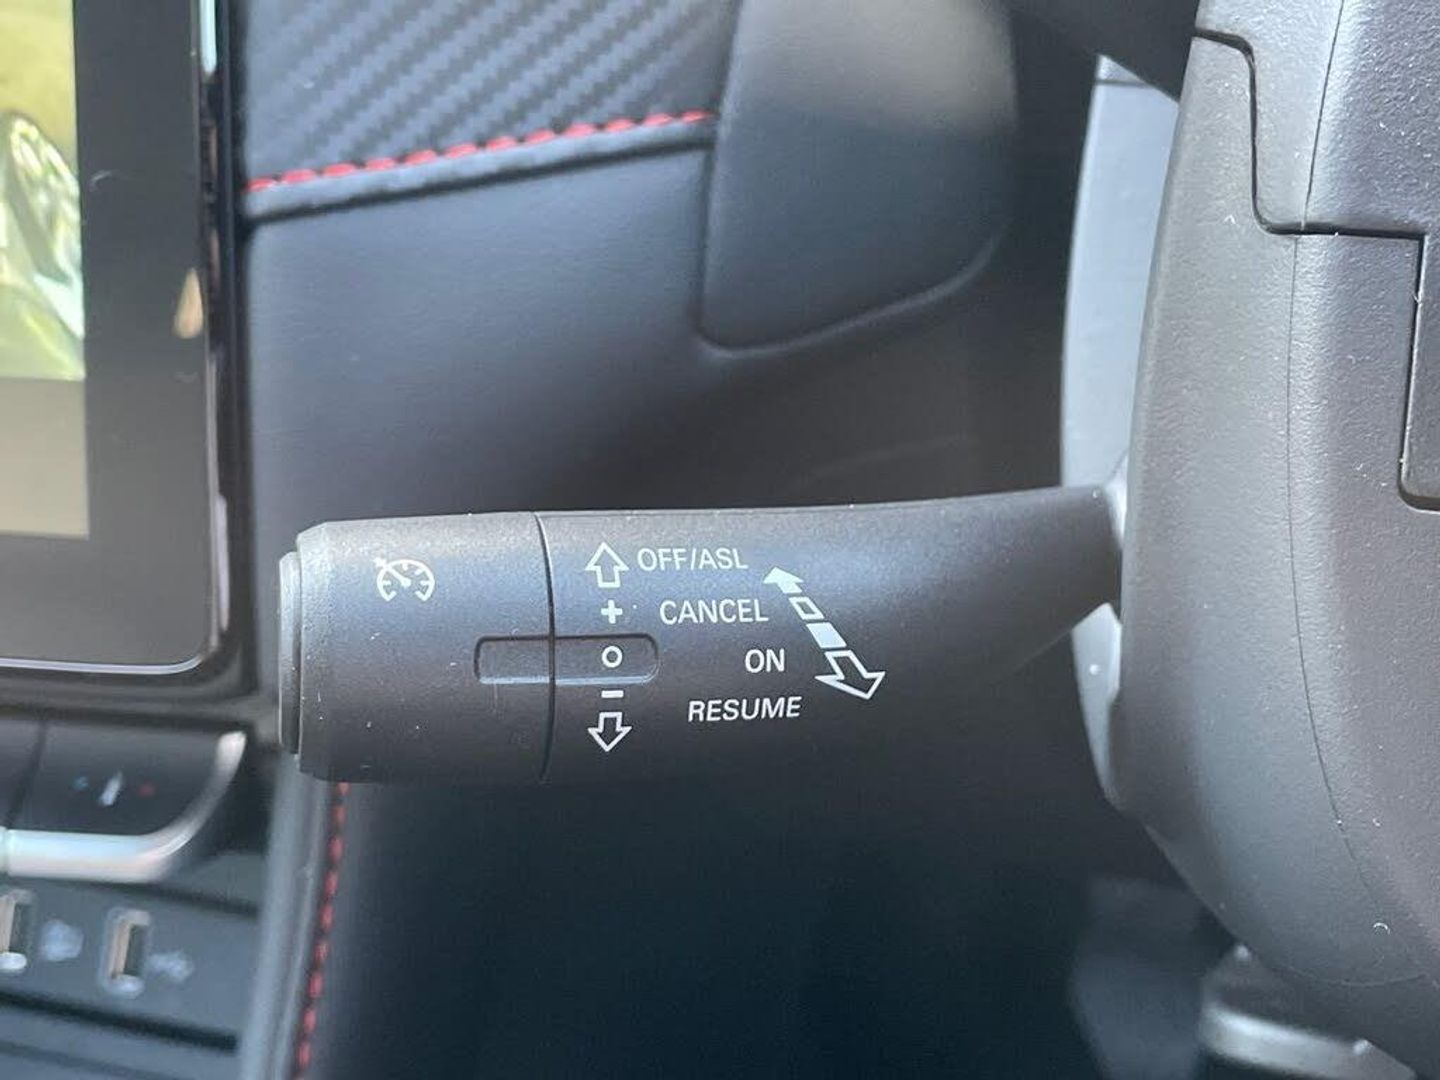 OFF/ASL
+ CANCEL
ON
- RESUME